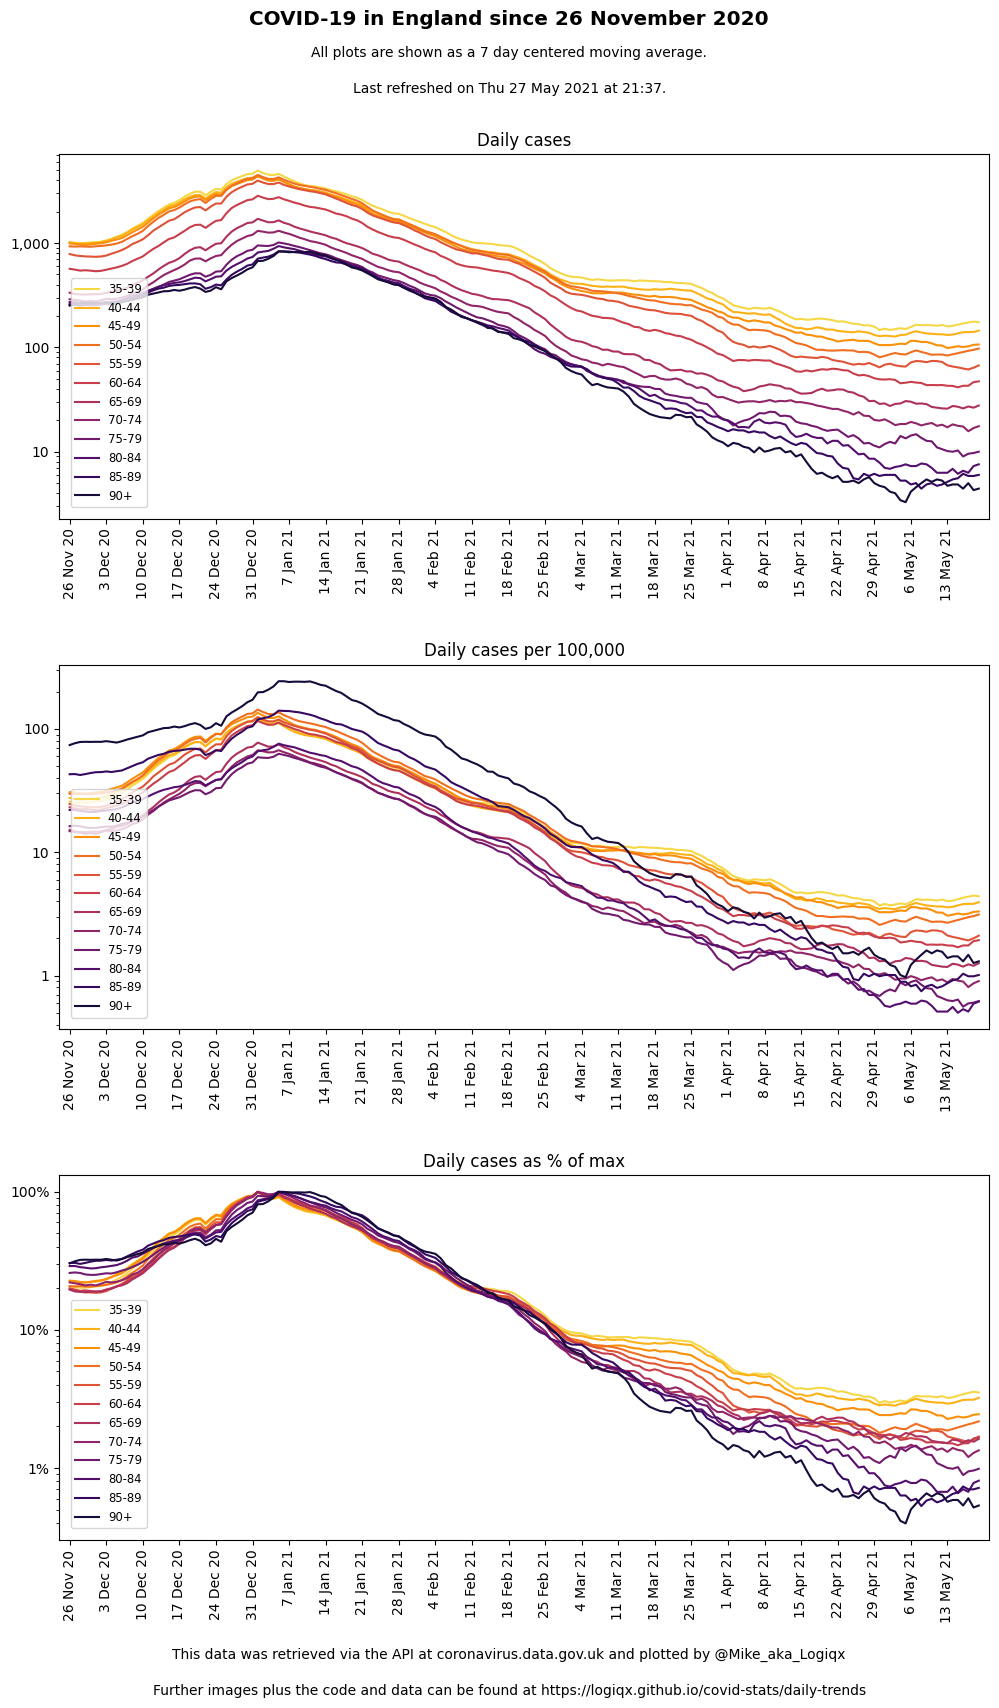 COVID-19 in England since 26 November 2020
All plots are shown as a 7 day centered moving average.
Last refreshed on Thu 27 May 2021 at 21:37.
Daily cases
1,000
100
10
35-39
40-44
45-49
50-54
55-59
60-64
65-69
70-74
75-79
80-84
85-89
90+
26 Nov 20
3 Dec 20
10 Dec 20
17 Dec 20
24 Dec 20
31 Dec 20
7 Jan 21
14 Jan 21
21 Jan 21
28 Jan 21
4 Feb 21
11 Feb 21
18 Feb 21
25 Feb 21
4 Mar 21
11 Mar 21
18 Mar 21
25 Mar 21
1 Apr 21
8 Apr 21
15 Apr 21
22 Apr 21
29 Apr 21
6 May 21
13 May 21
Daily cases per 100,000
100
10
1
35-39
40-44
45-49
50-54
55-59
60-64
65-69
70-74
75-79
80-84
85-89
90+
26 Nov 20
3 Dec 20
10 Dec 20
17 Dec 20
24 Dec 20
31 Dec 20
7 Jan 21
14 Jan 21
21 Jan 21
28 Jan 21
4 Feb 21
11 Feb 21
18 Feb 21
25 Feb 21
4 Mar 21
11 Mar 21
18 Mar 21
25 Mar 21
1 Apr 21
8 Apr 21
15 Apr 21
22 Apr 21
29 Apr 21
6 May 21
13 May 21
Daily cases as % of max
100%
10%
1%
35-39
40-44
45-49
50-54
55-59
60-64
65-69
70-74
75-79
80-84
85-89
90+
26 Nov 20
3 Dec 20
10 Dec 20
17 Dec 20
24 Dec 20
31 Dec 20
7 Jan 21
14 Jan 21
21 Jan 21
28 Jan 21
4 Feb 21
11 Feb 21
18 Feb 21
25 Feb 21
4 Mar 21
11 Mar 21
18 Mar 21
25 Mar 21
1 Apr 21
8 Apr 21
15 Apr 21
22 Apr 21
29 Apr 21
6 May 21
13 May 21
This data was retrieved via the API at coronavirus.data.gov.uk and plotted by @Mike_aka_Logiqx
Further images plus the code and data can be found at https://logiqx.github.io/covid-stats/daily-trends